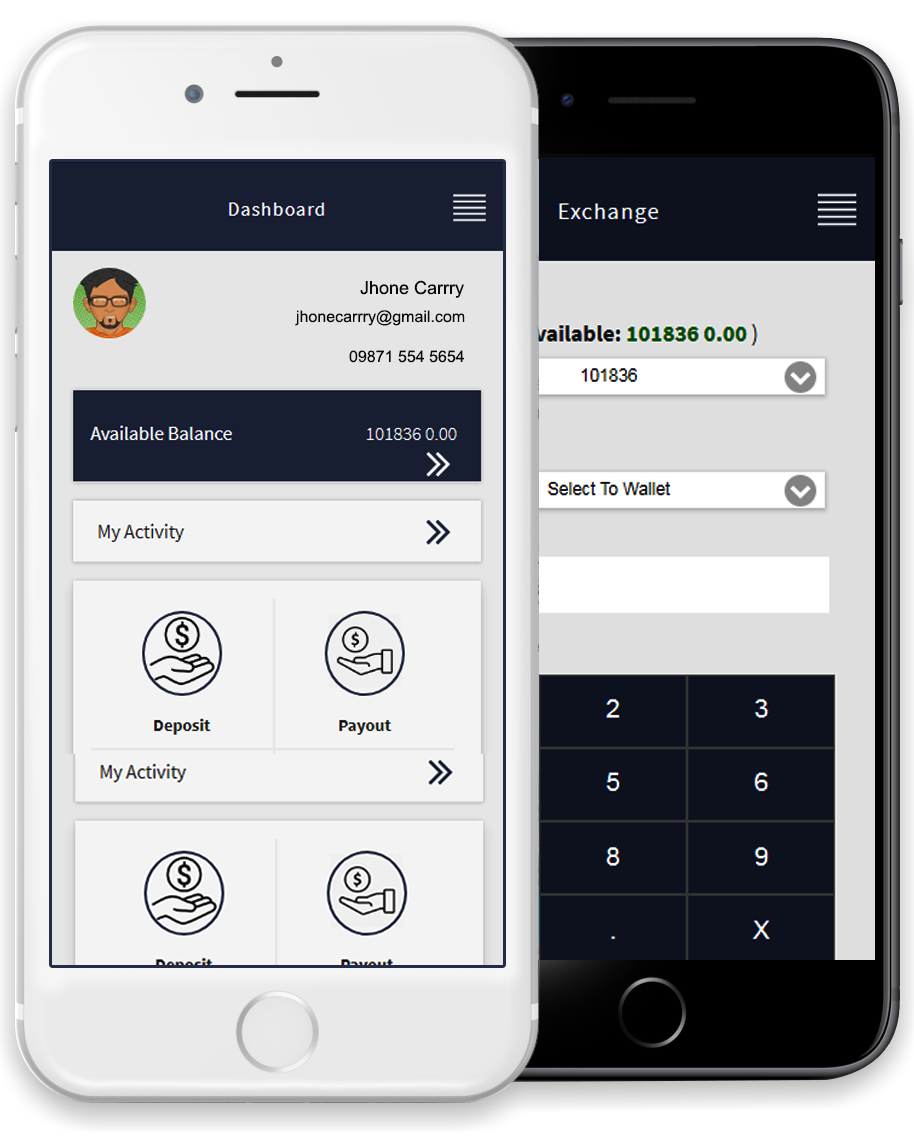 Dashboard
Jhone Carrry
jhonecarrry@gmail.com
09871 554 5654
Available Balance 101836 0.00
My Activity
Deposit Payout
My Activity
Deposit Payout
Exchange
vailable: 101836 0.00 )
101836
Select To Wallet
2 3
5 6
8 9
. X